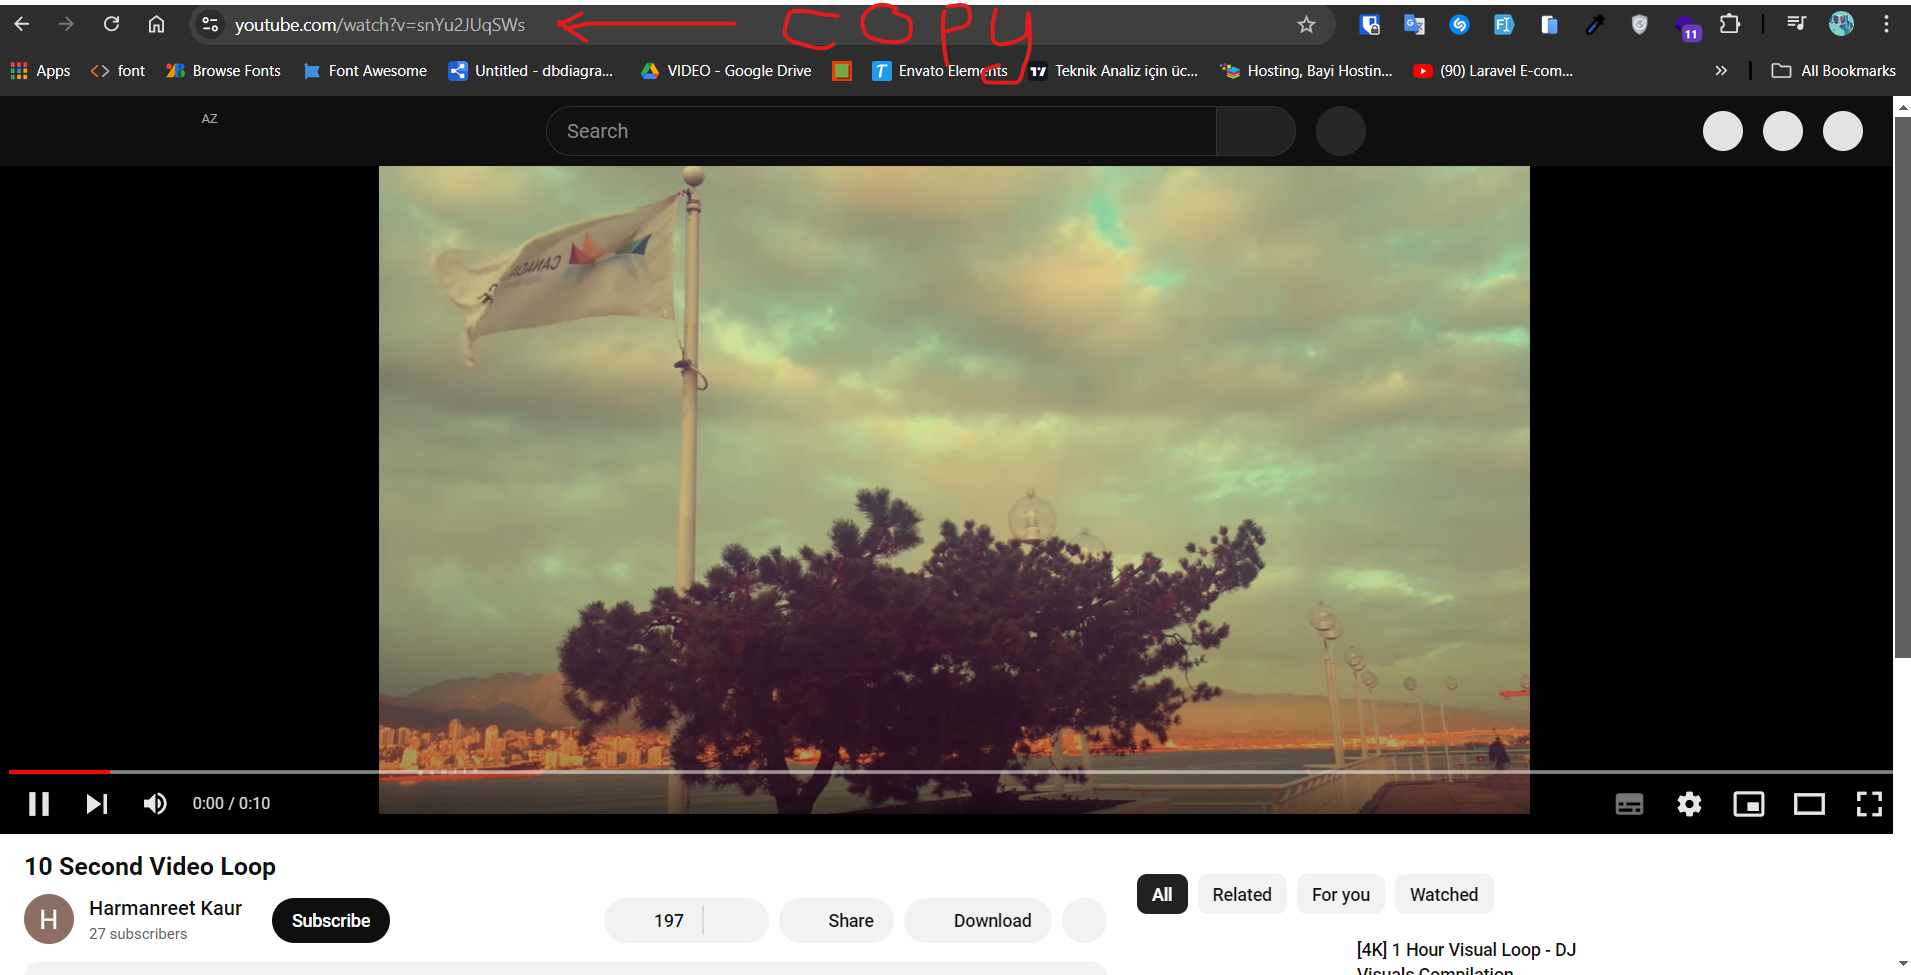 youtube.com/watch?v=snYu2JUqSWs
copy
Apps
font
Browse Fonts
Font Awesome
Untitled - dbdiagra...
VIDEO - Google Drive
Envato Elements
Teknik Analiz için üc...
Hosting, Bayi Hostin...
(90) Laravel E-com...
All Bookmarks
11
AZ
Search
CANADA
0:00 / 0:10
10 Second Video Loop
H
Harmanreet Kaur
27 subscribers
Subscribe
197
Share
Download
All
Related
For you
Watched
[4K] 1 Hour Visual Loop - DJ
Visuals Compilation